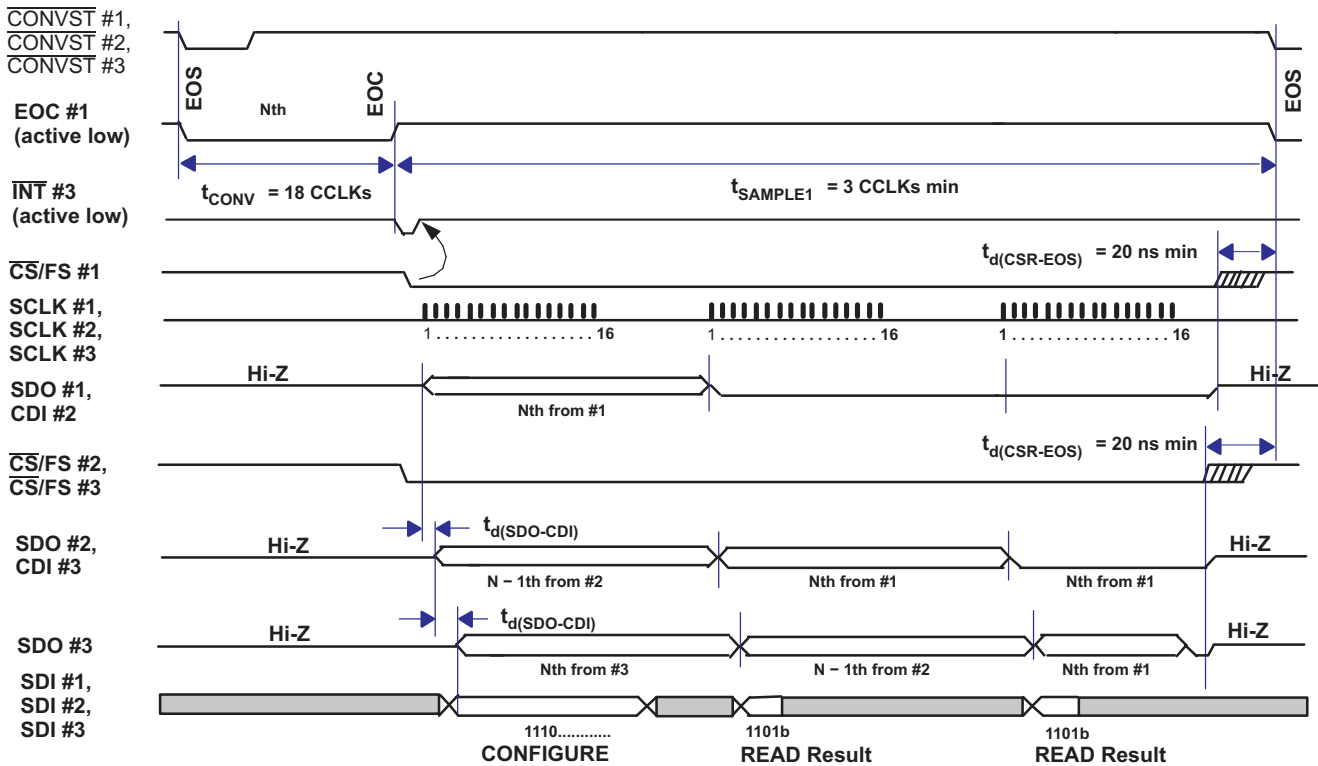 CONVST #1,
CONVST #2,
CONVST #3
EOS
EOC
EOS
EOC #1
(active low)
Nth
INT #3
(active low)
tCONV = 18 CCLKs
tSAMPLE1 = 3 CCLKs min
td(CSR-EOS) = 20 ns min
CS/FS #1
SCLK #1,
SCLK #2,
SCLK #3
1 . . . . . . . . . . . . . . . . . . 16
1 . . . . . . . . . . . . . . . . . . 16
1 . . . . . . . . . . . . . . . . . . 16
Hi-Z
Hi-Z
SDO #1,
CDI #2
Nth from #1
td(CSR-EOS) = 20 ns min
CS/FS #2,
CS/FS #3
td(SDO-CDI)
SDO #2,
CDI #3
Hi-Z
Hi-Z
N − 1th from #2
Nth from #1
Nth from #1
td(SDO-CDI)
Hi-Z
Hi-Z
SDO #3
Nth from #3
N − 1th from #2
Nth from #1
SDI #1,
SDI #2,
SDI #3
1110............
1101b
1101b
CONFIGURE
READ Result
READ Result